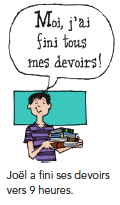 Moi, j'ai
fini tous
mes devoirs!
Joël a fini ses devoirs
vers 9 heures.